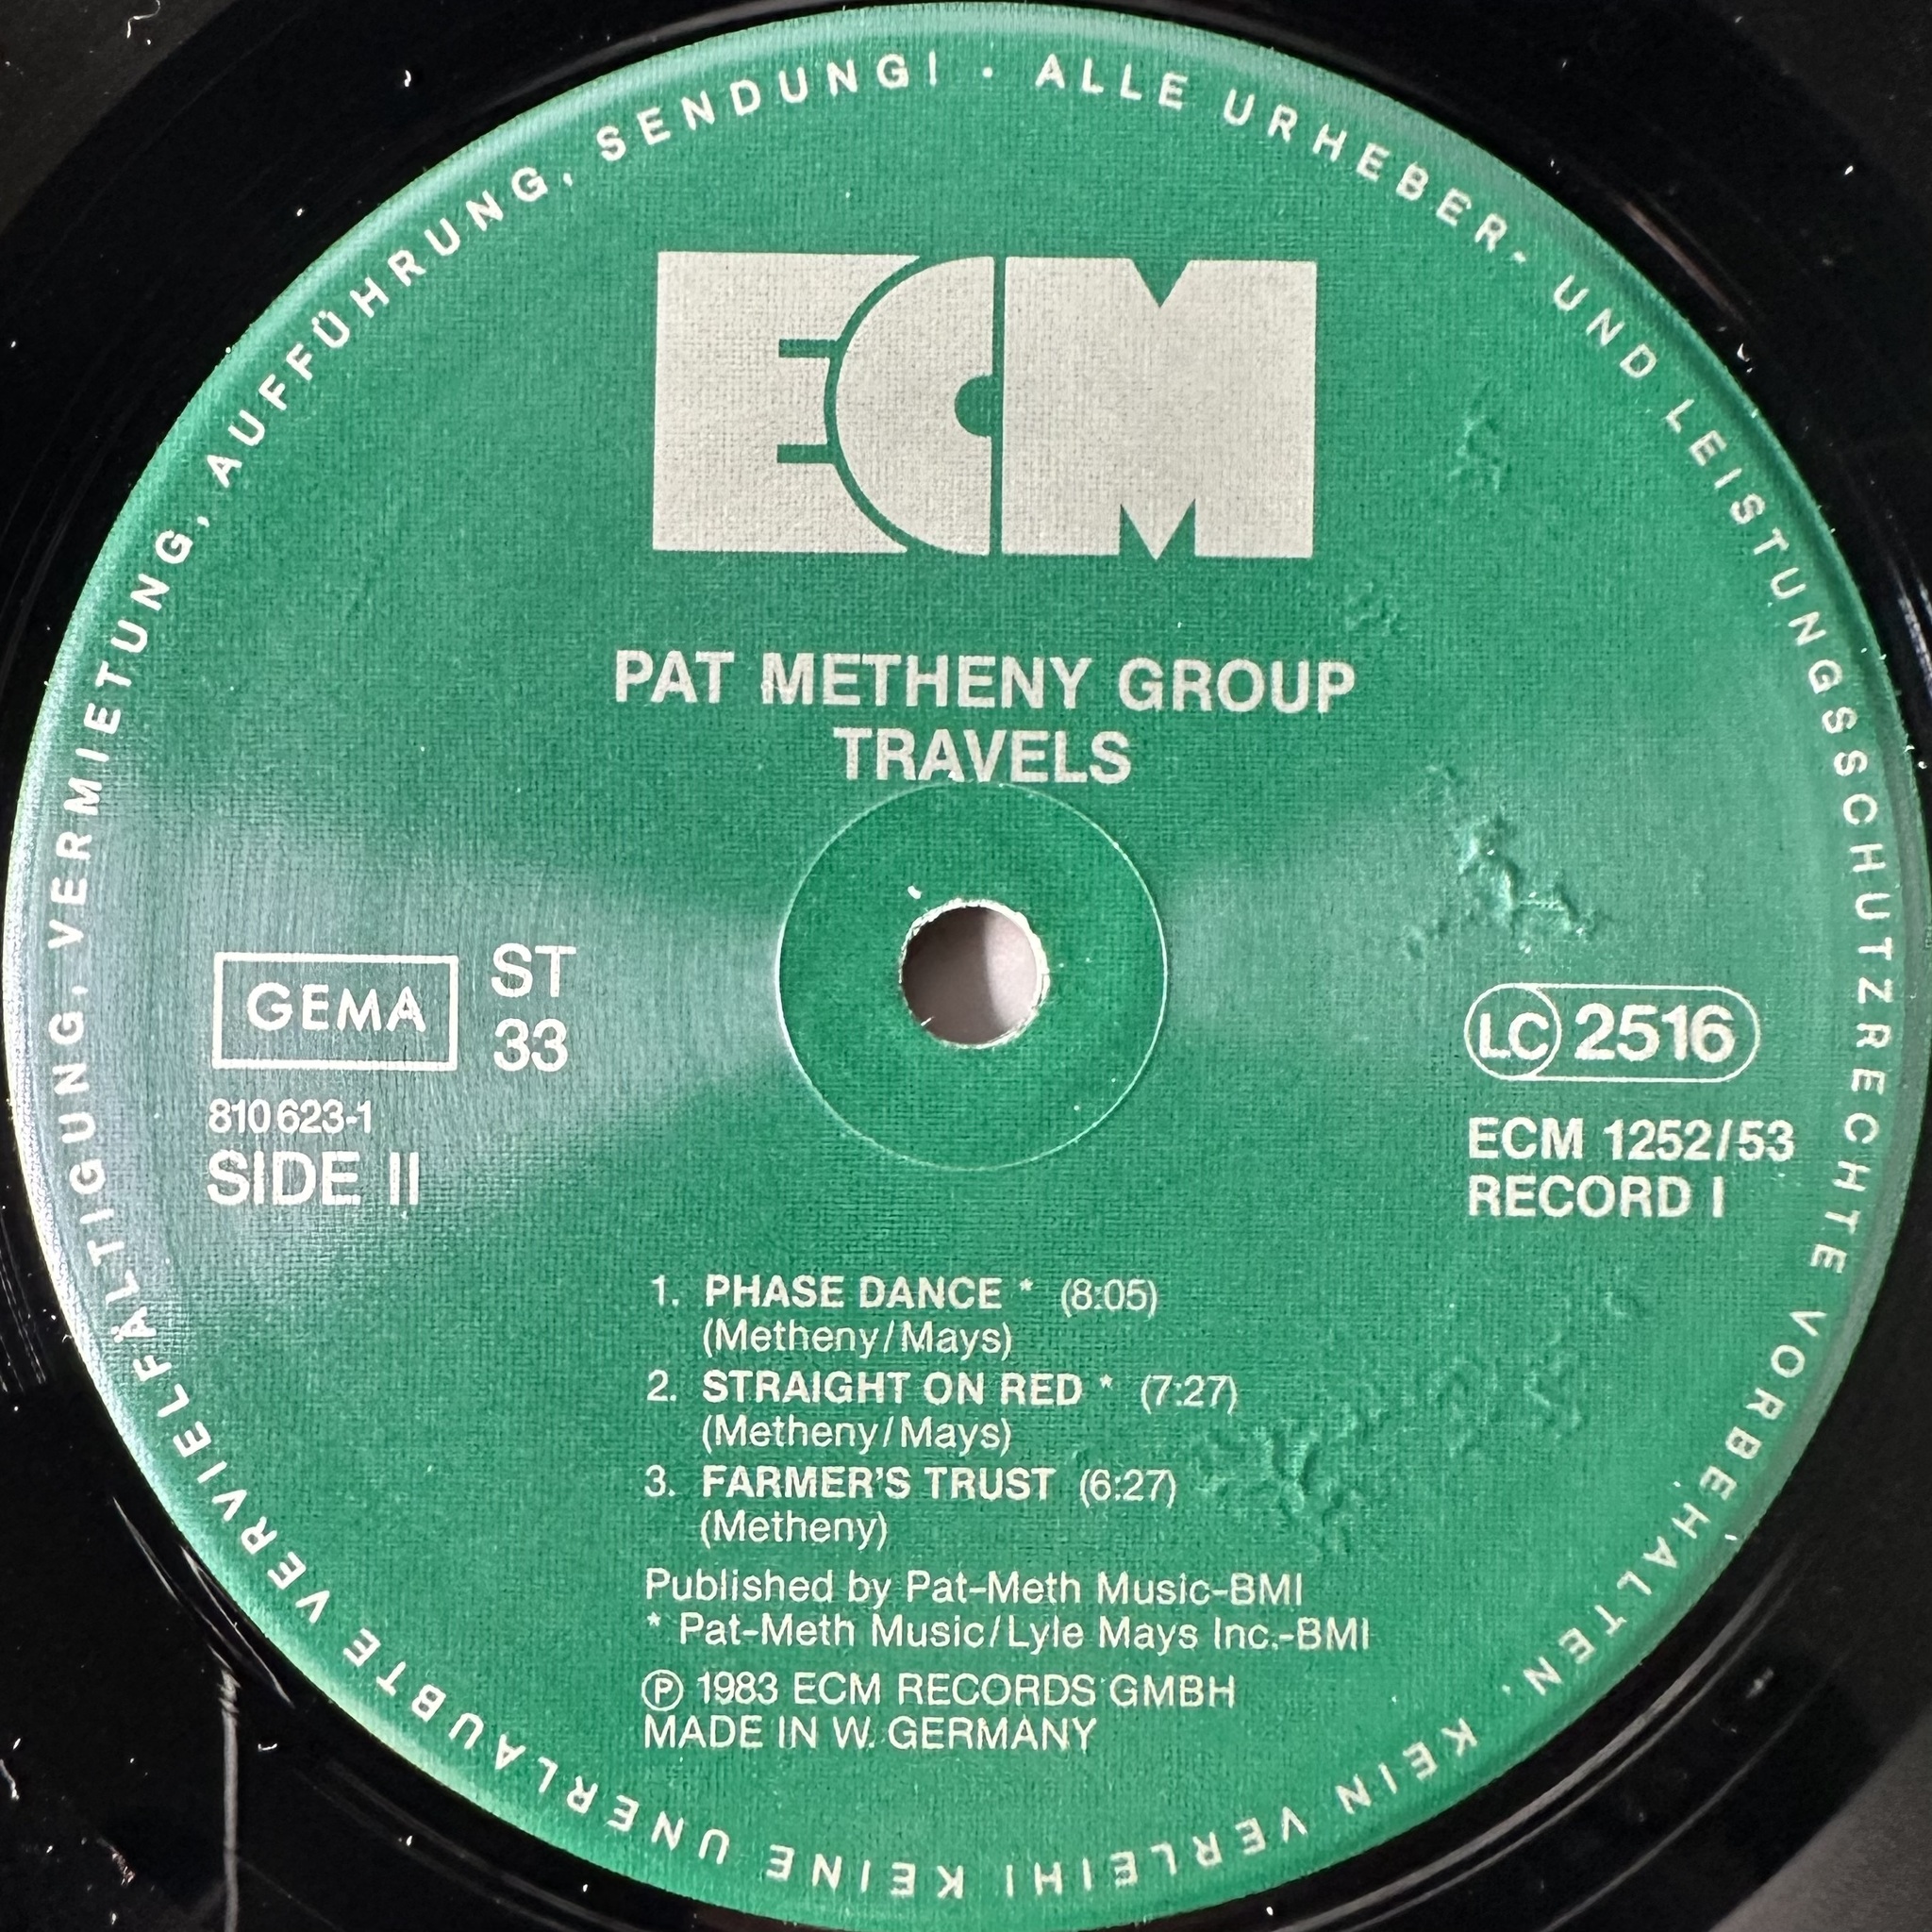 ALLE URHEBER- UND LEISTUNGSSCHUTZRECHTE VORBEHALTEN. KEIN VERLEIH! KEINE UNERLAUBTE VERVIELFÄLTIGUNG, VERMIETUNG, AUFFÜHRUNG, SENDUNG! ·
ECM
PAT METHENY GROUP
TRAVELS
GEMA
ST
33
810 623-1
SIDE II
LC 2516
ECM 1252/53
RECORD I
1. PHASE DANCE * (8:05)
(Metheny/Mays)
2. STRAIGHT ON RED * (7:27)
(Metheny/Mays)
3. FARMER'S TRUST (6:27)
(Metheny)
Published by Pat-Meth Music-BMI
* Pat-Meth Music/Lyle Mays Inc.-BMI
Ⓟ 1983 ECM RECORDS GMBH
MADE IN W. GERMANY